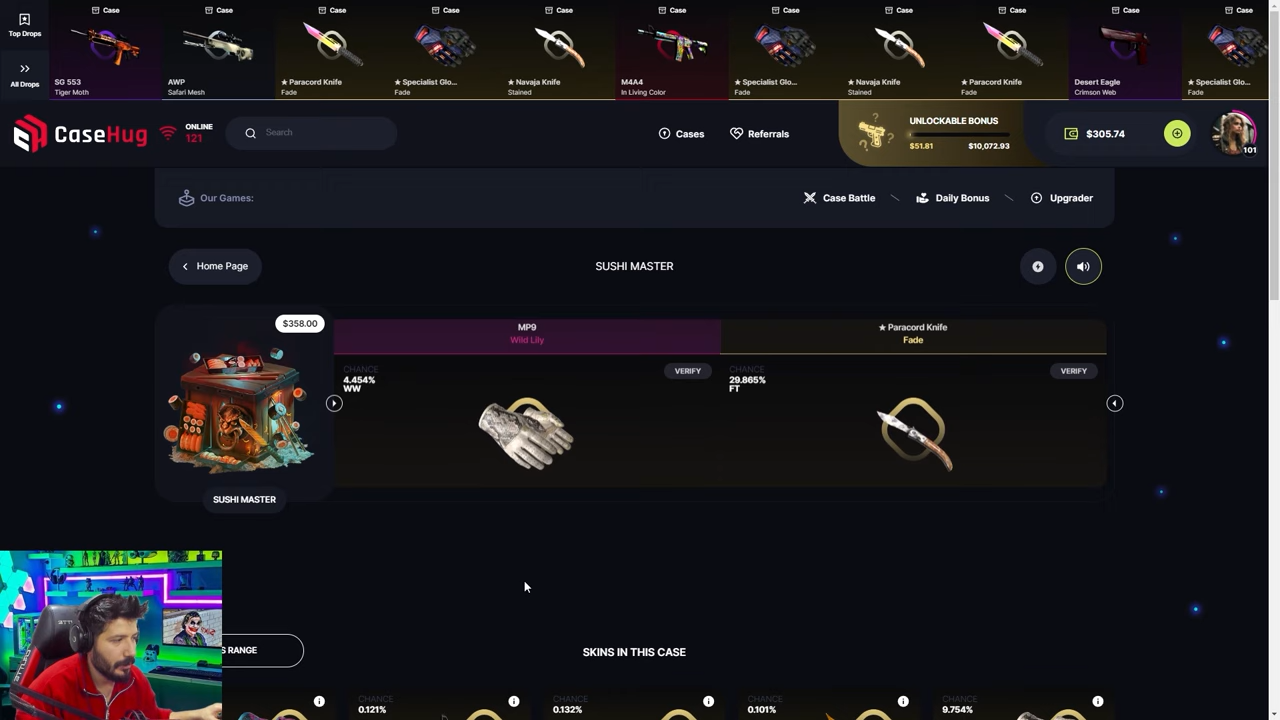 Top Drops
All Drops
Case
SG 553
Tiger Moth
Case
AWP
Safari Mesh
Case
★ Paracord Knife
Fade
Case
★ Specialist Glo...
Fade
Case
★ Navaja Knife
Stained
Case
M4A4
In Living Color
Case
★ Specialist Glo...
Fade
Case
★ Navaja Knife
Stained
Case
★ Paracord Knife
Fade
Case
Desert Eagle
Crimson Web
Case
★ Specialist Glo...
Fade
CaseHug
ONLINE
121
Search
Cases
Referrals
UNLOCKABLE BONUS
$51.81 $10,072.93
$305.74
101
Our Games:
Case Battle
Daily Bonus
Upgrader
Home Page
SUSHI MASTER
$358.00
SUSHI MASTER
MP9
Wild Lily
CHANCE
4.454%
WW
VERIFY
★ Paracord Knife
Fade
CHANCE
29.865%
FT
VERIFY
S RANGE
SKINS IN THIS CASE
CHANCE
0.121%
CHANCE
0.132%
CHANCE
0.101%
CHANCE
9.754%